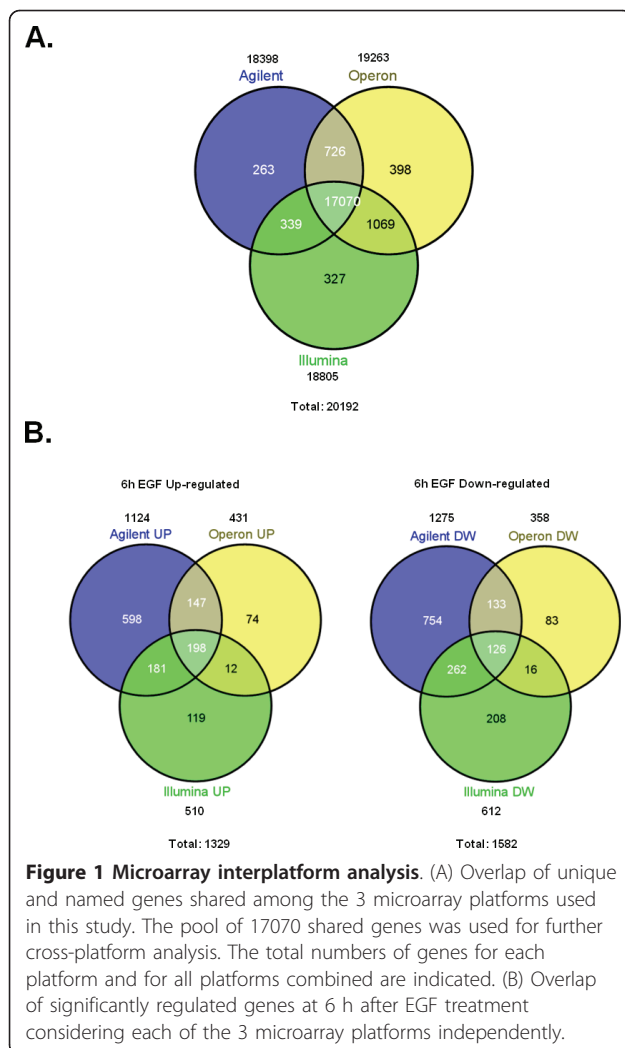 A.
18398
Agilent
19263
Operon
726
263
398
17070
339
1069
327
Illumina
18805
Total: 20192
B.
6h EGF Up-regulated
6h EGF Down-regulated
1124
Agilent UP
431
Operon UP
1275
Agilent DW
358
Operon DW
147
598
74
198
181
12
119
133
754
83
126
262
16
208
Illumina UP
510
Illumina DW
612
Total: 1329
Total: 1582
Figure 1 Microarray interplatform analysis. (A) Overlap of unique
and named genes shared among the 3 microarray platforms used
in this study. The pool of 17070 shared genes was used for further
cross-platform analysis. The total numbers of genes for each
platform and for all platforms combined are indicated. (B) Overlap
of significantly regulated genes at 6 h after EGF treatment
considering each of the 3 microarray platforms independently.